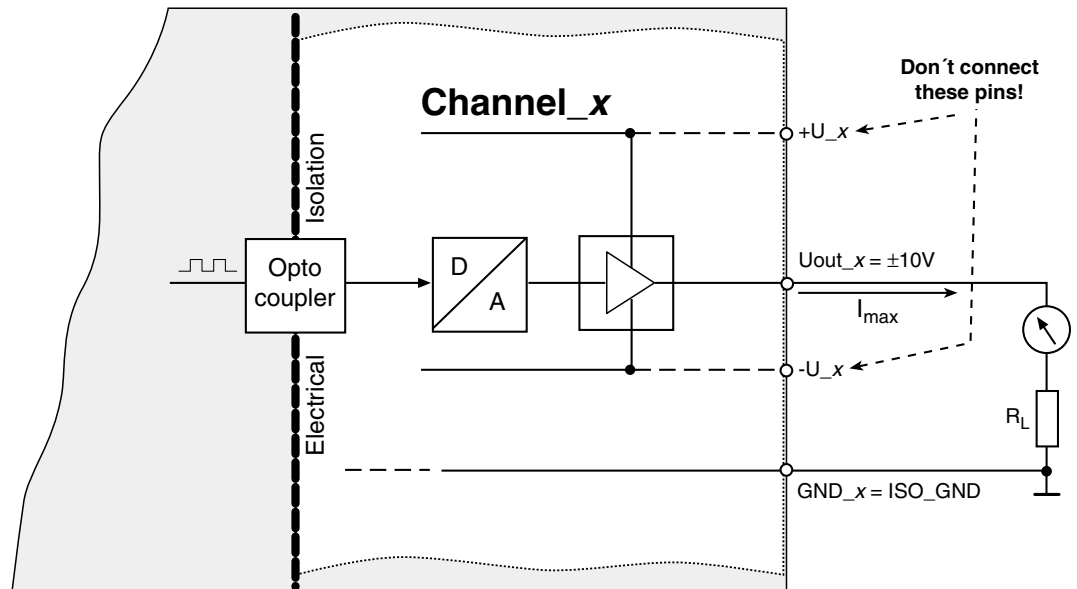 Don´t connect
these pins!
Channel_x
+U_x
Isolation
Opto
coupler
D
A
Uout_x = ±10V
Imax
-U_x
Electrical
RL
GND_x = ISO_GND